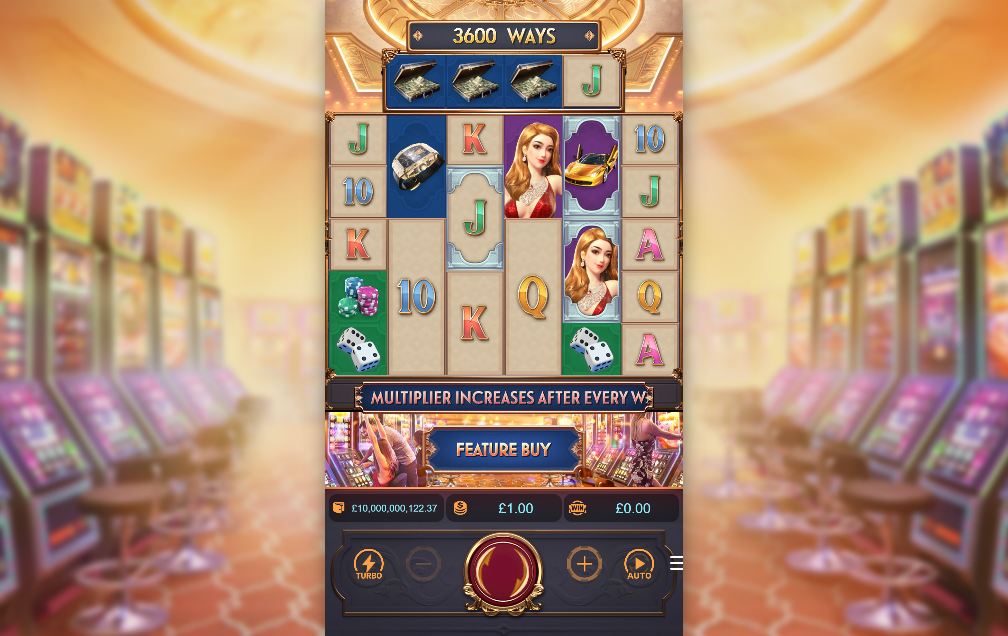 3600 WAYS
J
J K 10
10 J J
K A
10 Q Q
K
A
MULTIPLIER INCREASES AFTER EVERY W
FEATURE BUY
£10,000,000,122.37 £1.00 WIN £0.00
TURBO AUTO